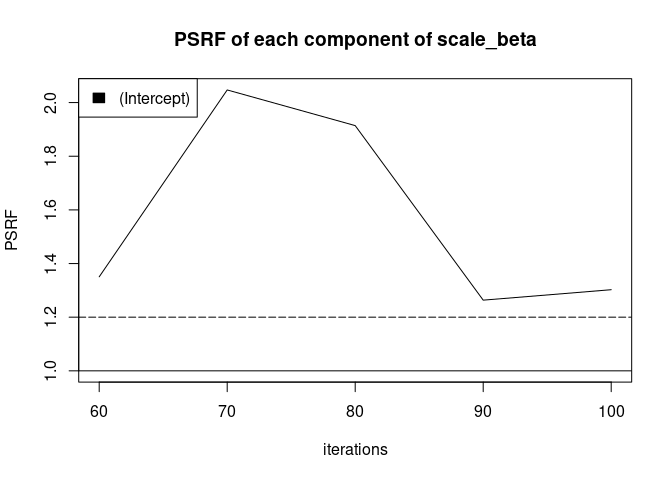 PSRF of each component of scale_beta
(Intercept)
PSRF
2.0
1.8
1.6
1.4
1.2
1.0
60 70 80 90 100
iterations